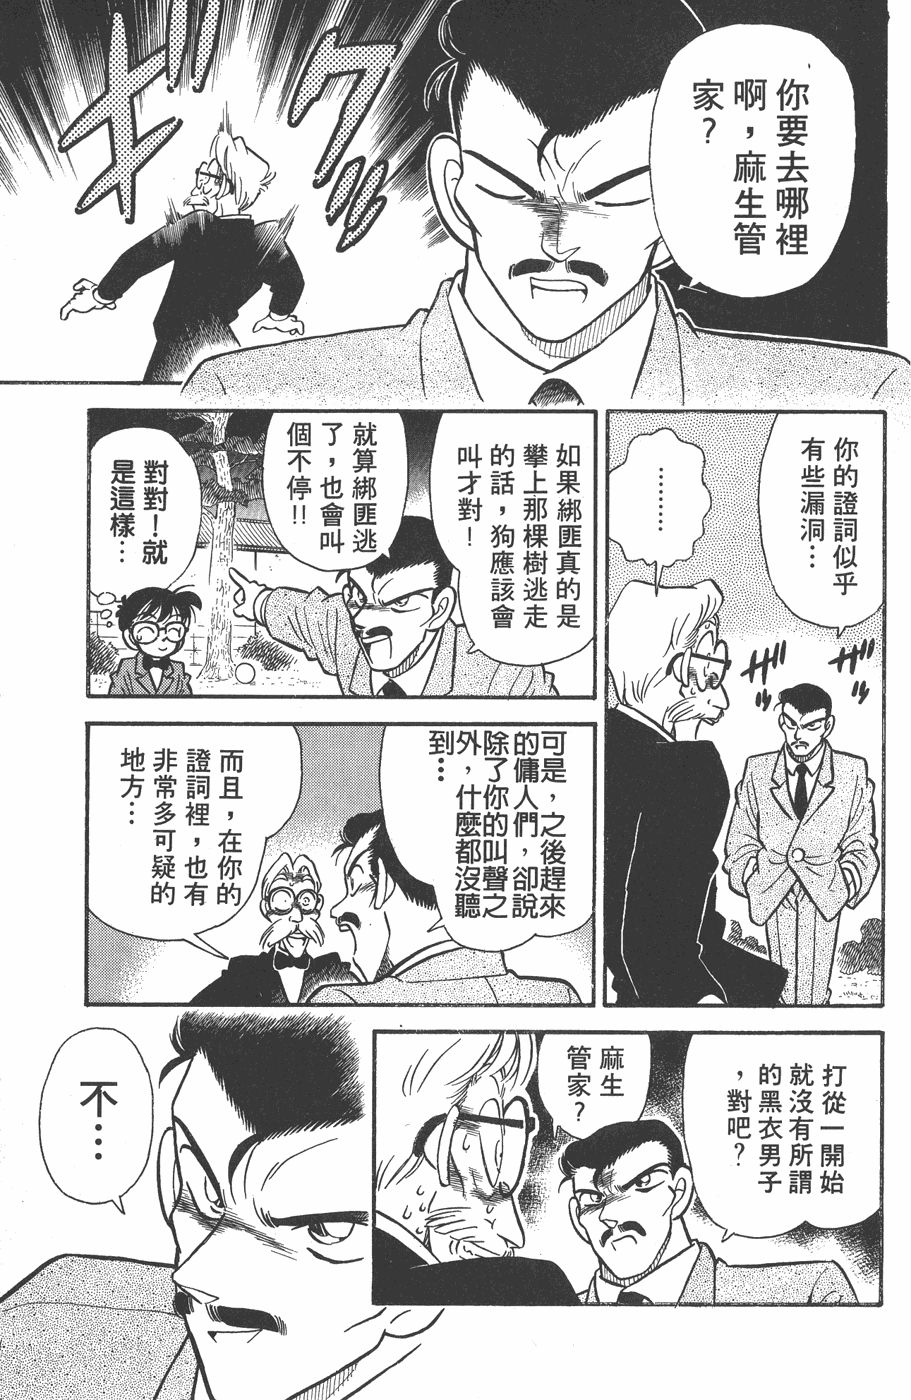 你要去哪裡
啊，麻生管
家？
ギクッ
你的證詞似乎
有些漏洞…
………
ザッ
ザッ
如果綁匪真的是
攀上那棵樹逃走
的話，狗應該會
叫才對！
就算綁匪逃
了，也會叫
個不停!!
對對！就
是這樣…
可是，之後趕來
的傭人們，卻說
除了你的叫聲之
外，什麼都沒聽
到…
而且，在你的
證詞裡，也有
非常多可疑的
地方…
打從一開始
就沒有所謂
的黑衣男子
，對吧？
麻生
管家？
不…